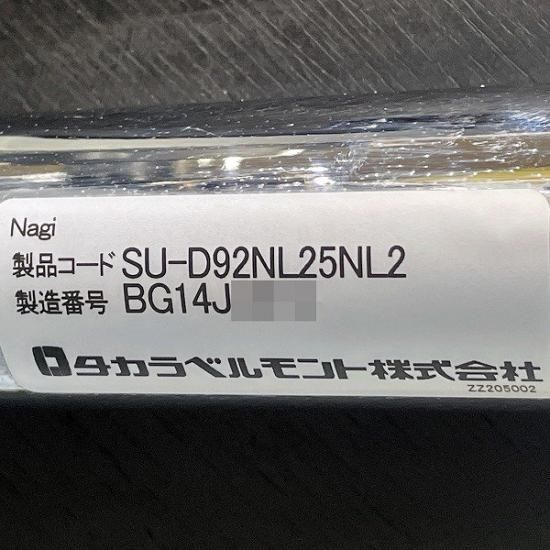 Nagi
製品コード SU-D92NL25NL2
製造番号 BG14J
タカラベルモント株式会社
ZZ205002